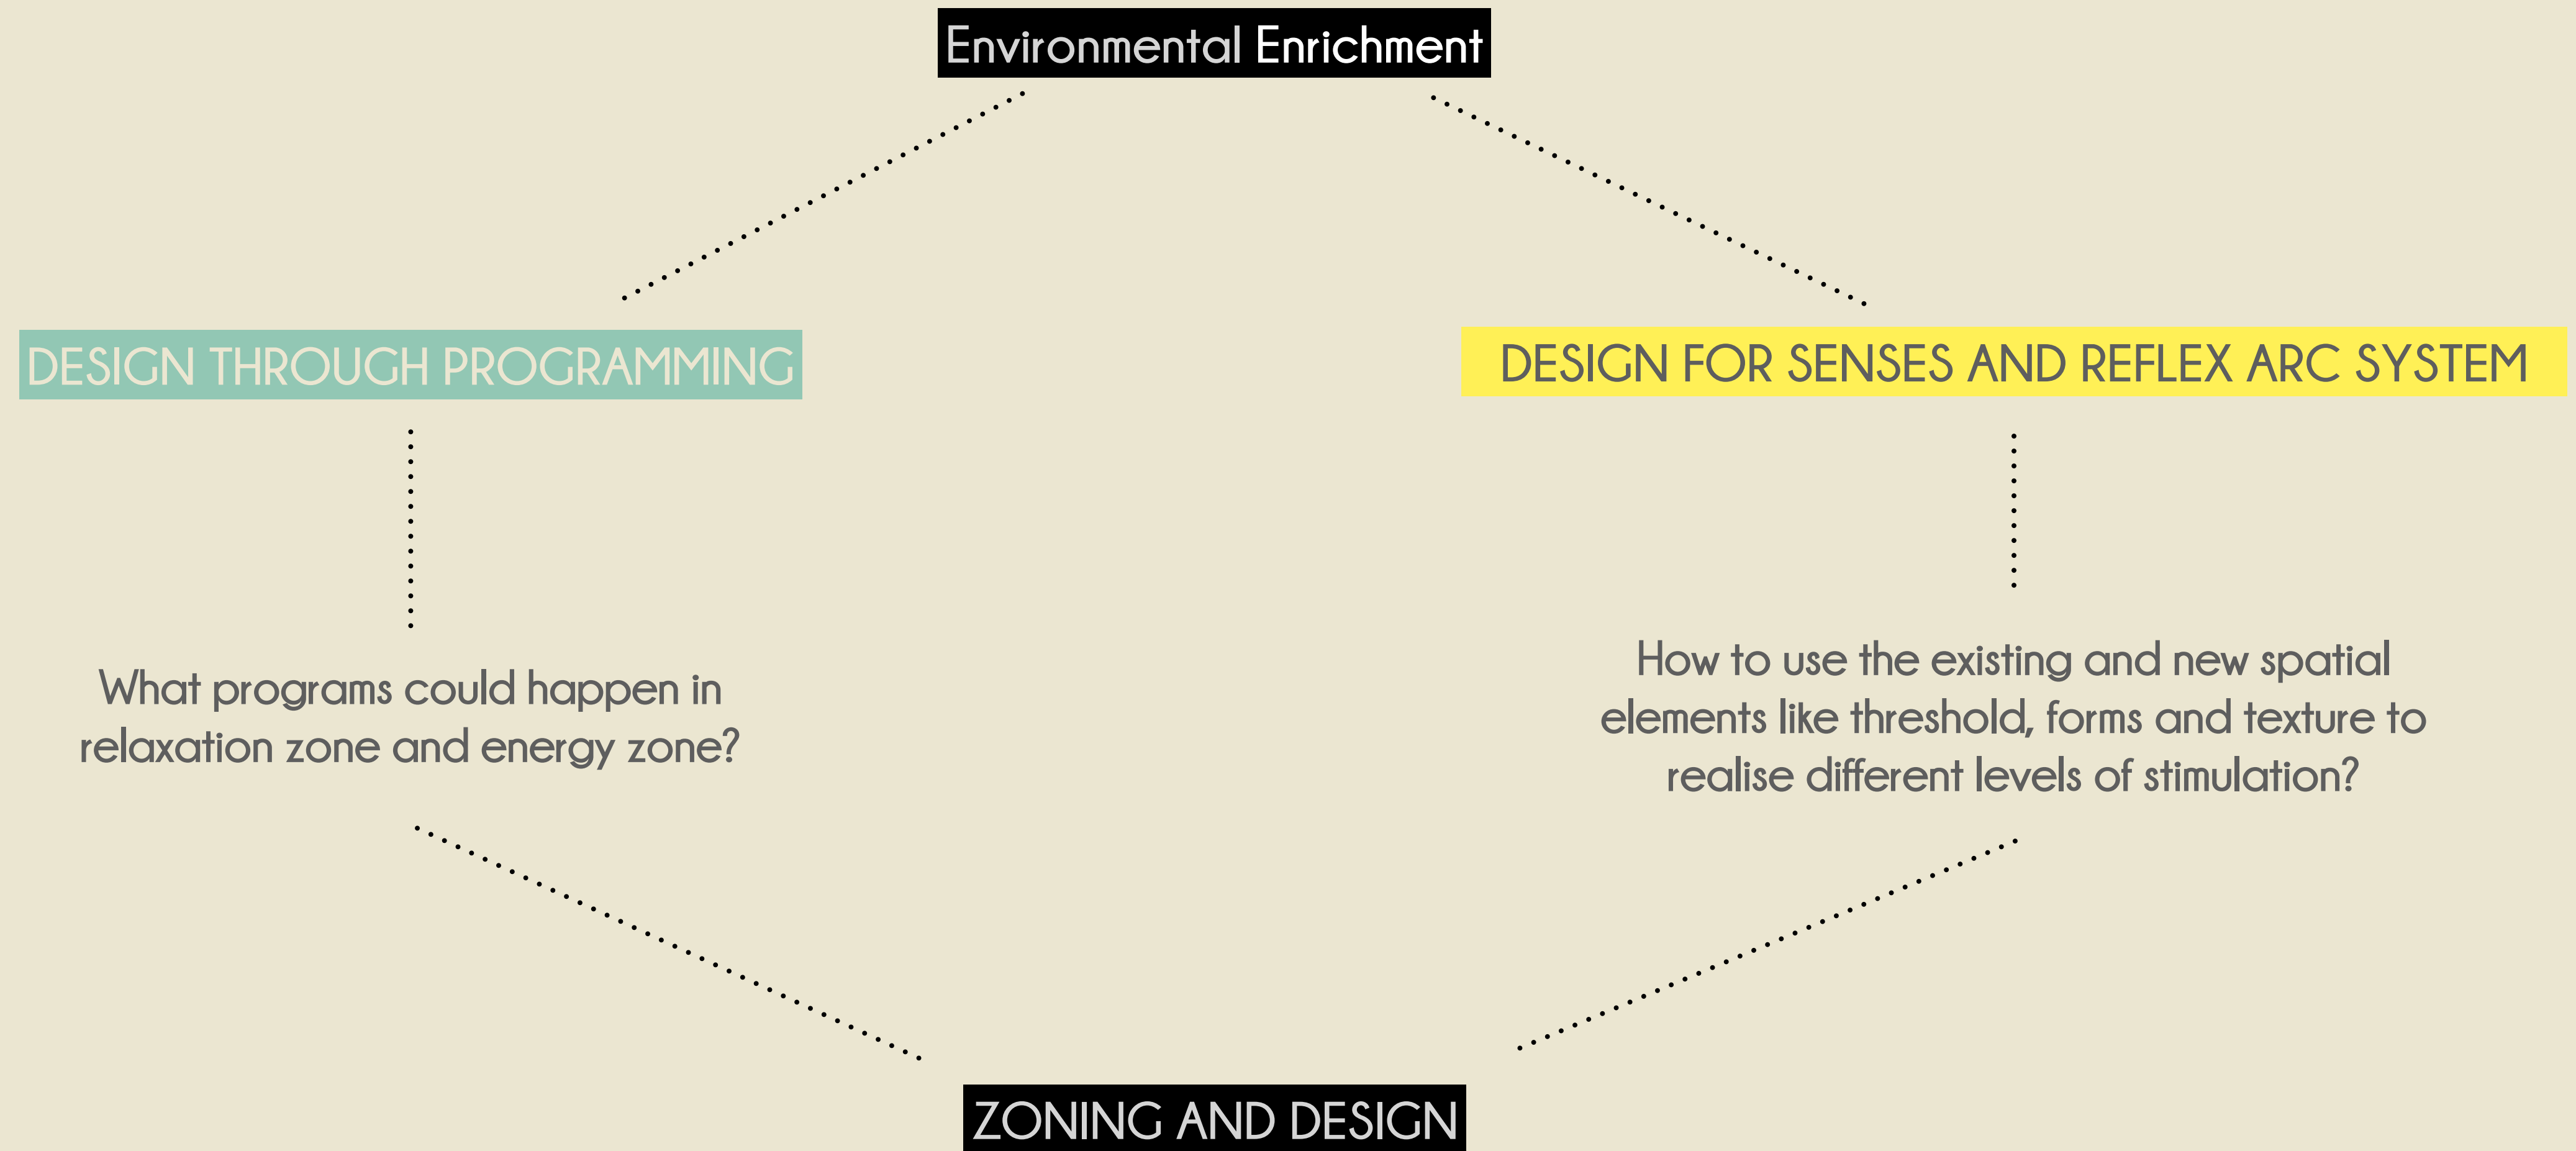 Environmental Enrichment
DESIGN THROUGH PROGRAMMING
DESIGN FOR SENSES AND REFLEX ARC SYSTEM
What programs could happen in
relaxation zone and energy zone?
How to use the existing and new spatial
elements like threshold, forms and texture to
realise different levels of stimulation?
ZONING AND DESIGN